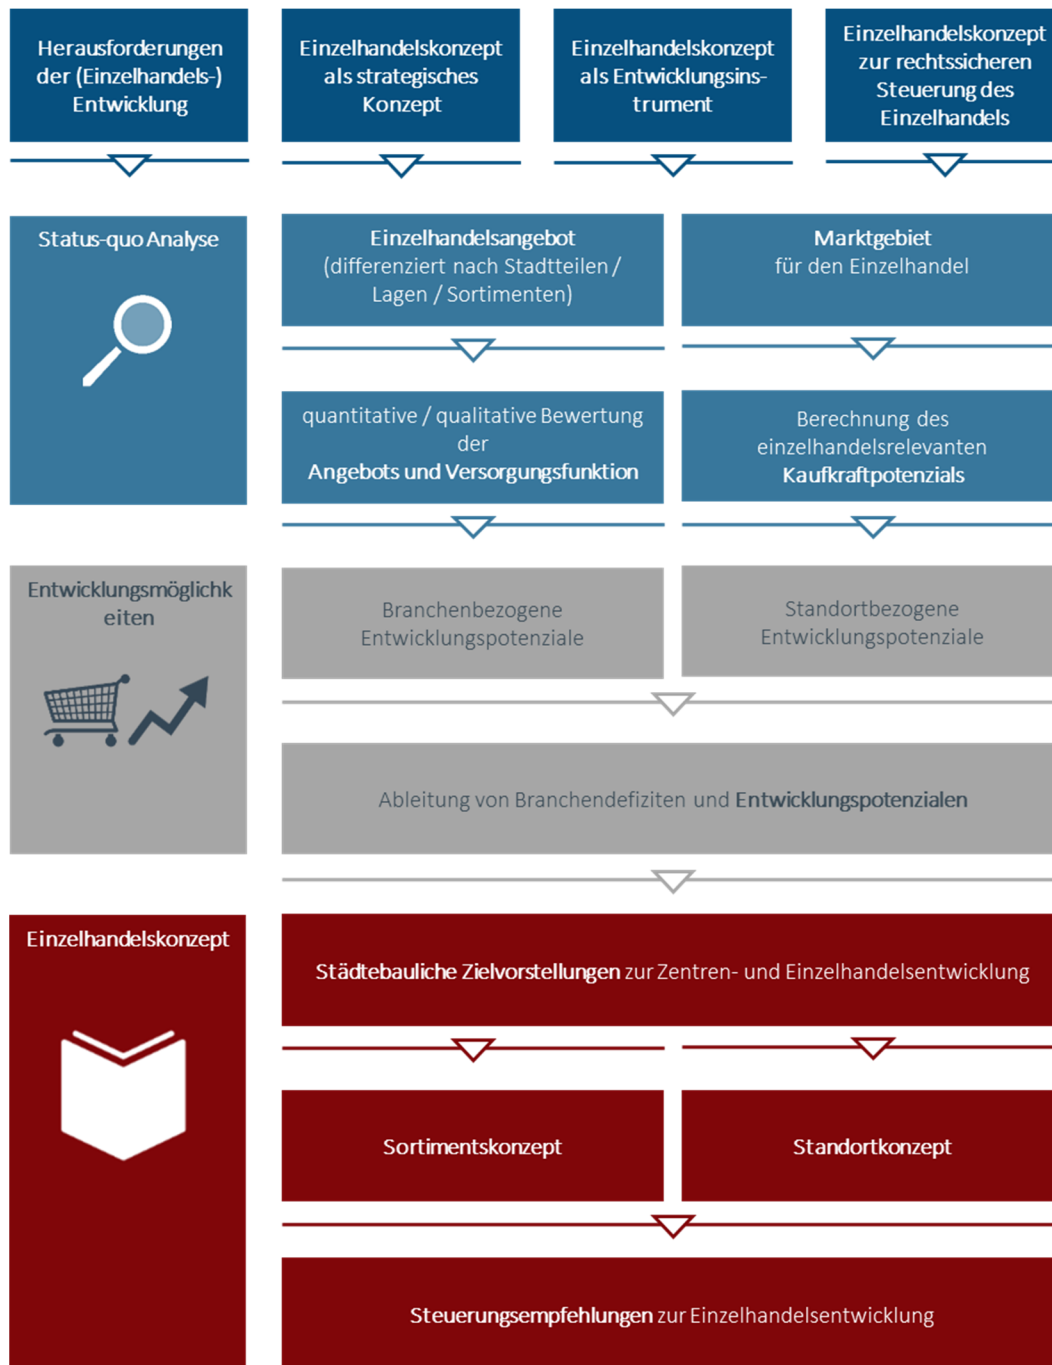 Herausforderungen
der (Einzelhandels-)
Entwicklung
Einzelhandelskonzept
als strategisches
Konzept
Einzelhandelskonzept
als Entwicklungsins-
trument
Einzelhandelskonzept
zur rechtssicheren
Steuerung des
Einzelhandels
Status-quo Analyse
Einzelhandelsangebot
(differenziert nach Stadtteilen /
Lagen / Sortimenten)
Marktgebiet
für den Einzelhandel
quantitative / qualitative Bewertung
der
Angebots und Versorgungsfunktion
Berechnung des
einzelhandelsrelevanten
Kaufkraftpotenzials
Entwicklungsmöglichk
eiten
Branchenbezogene
Entwicklungspotenziale
Standortbezogene
Entwicklungspotenziale
Ableitung von Branchendefiziten und Entwicklungspotenzialen
Einzelhandelskonzept
Städtebauliche Zielvorstellungen zur Zentren- und Einzelhandelsentwicklung
Sortimentskonzept
Standortkonzept
Steuerungsempfehlungen zur Einzelhandelsentwicklung